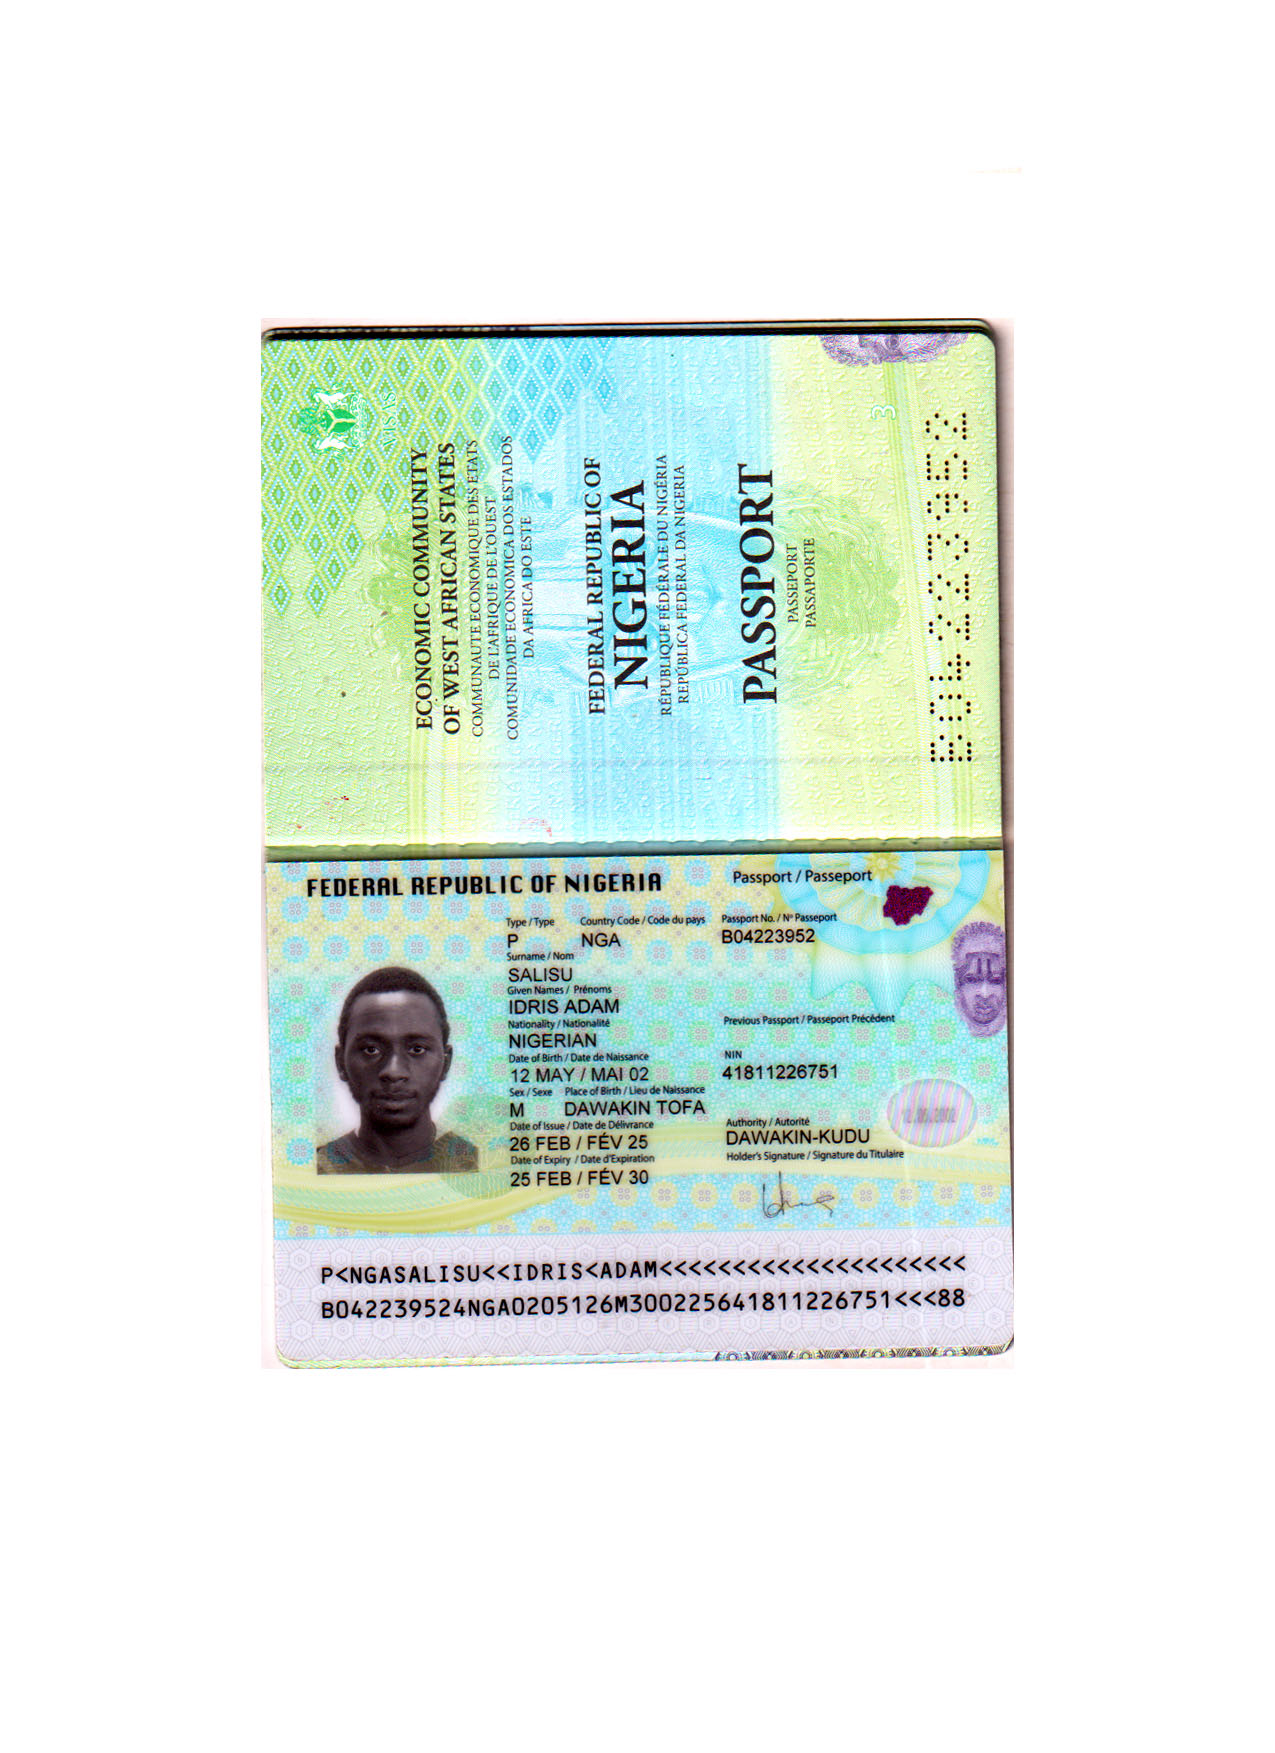 VISAS
ECONOMIC COMMUNITY
OF WEST AFRICAN STATES
COMMUNAUTE ECONOMIQUE DES ETATS
DE L'AFRIQUE DE L'OUEST
COMUNIDADE ECONOMICA DOS ESTADOS
DA AFRICA DO ESTE
FEDERAL REPUBLIC OF
NIGERIA
RÉPUBLIQUE FÉDÉRALE DU NIGÉRIA
REPÚBLICA FEDERAL DA NIGERIA
PASSPORT
PASSEPORT
PASSAPORTE
3
B04223952
FEDERAL REPUBLIC OF NIGERIA
Passport / Passeport
Type / Type Country Code / Code du pays Passport No. / Nº Passeport
P NGA B04223952
Surname / Nom
SALISU
Given Names / Prénoms
IDRIS ADAM
Nationality / Nationalité Previous Passport / Passeport Précédent
NIGERIAN
Date of Birth / Date de Naissance NIN
12 MAY / MAI 02 41811226751
Sex / Sexe Place of Birth / Lieu de Naissance
M DAWAKIN TOFA
12.05.2002
Date of Issue / Date de Délivrance Authority / Autorité
26 FEB / FÉV 25 DAWAKIN-KUDU
Date of Expiry / Date d'Expiration Holder's Signature / Signature du Titulaire
25 FEB / FÉV 30
P<NGASALISU<<IDRIS<ADAM<<<<<<<<<<<<<<<<<<<<<
B042239524NGA0205126M300225641811226751<<<88